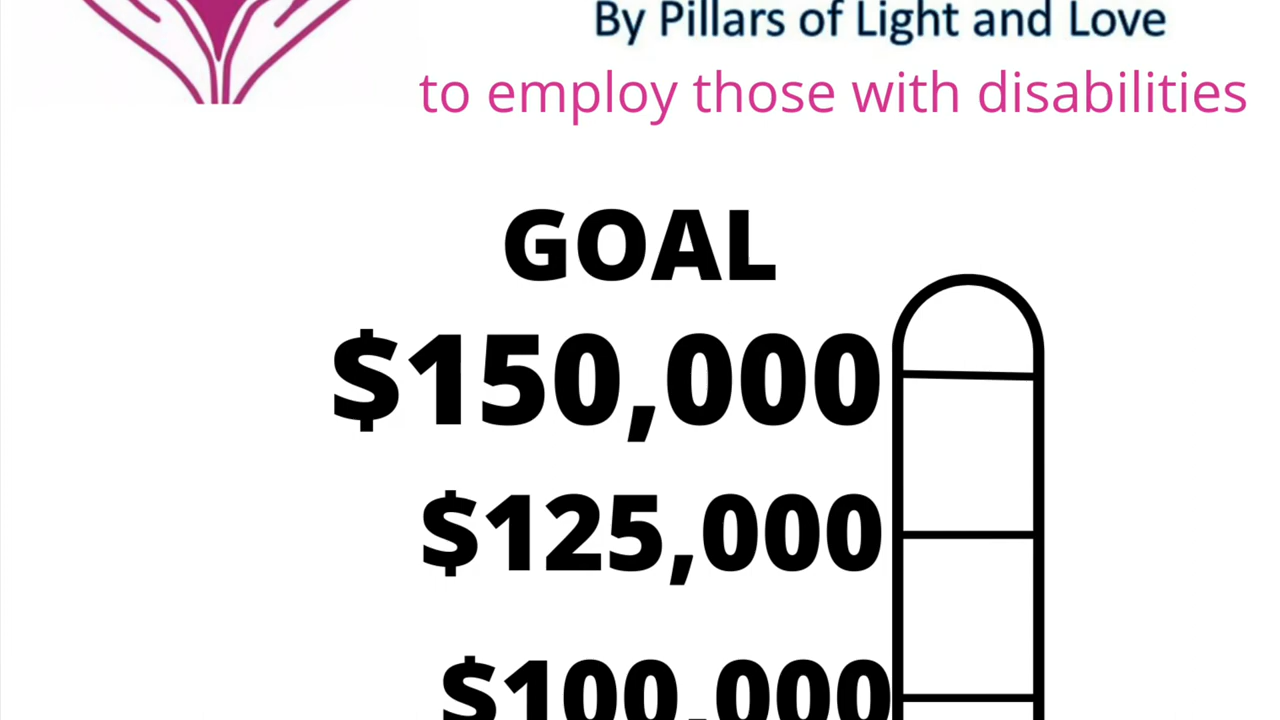 By Pillars of Light and Love
to employ those with disabilities
GOAL
$150,000
$125,000
$100,000